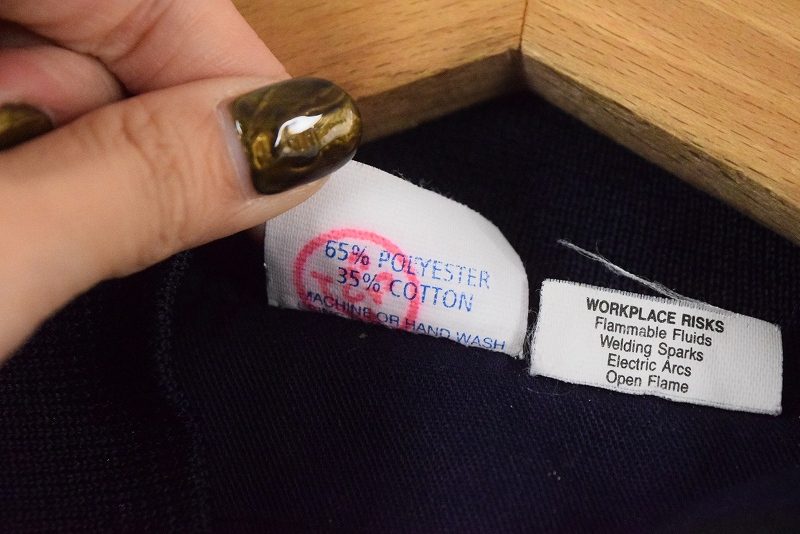 65% POLYESTER
35% COTTON
MACHINE OR HAND WASH
WORKPLACE RISKS
Flammable Fluids
Welding Sparks
Electric Arcs
Open Flame